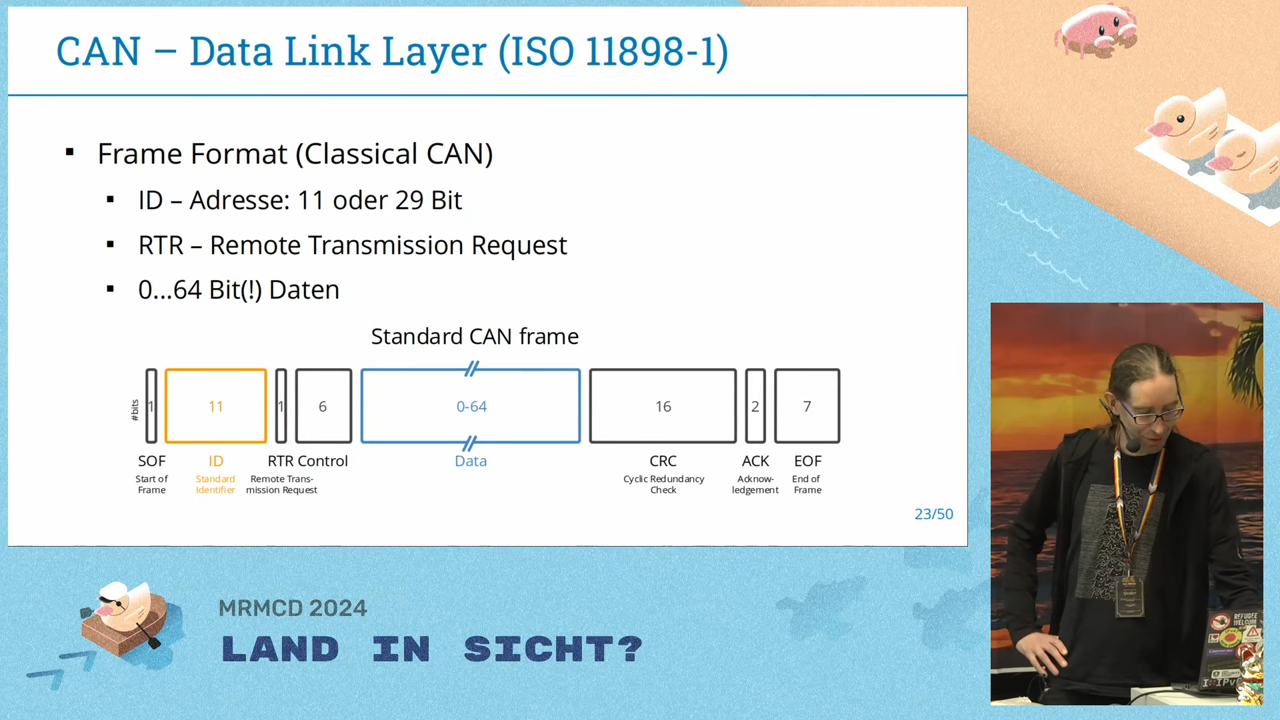 CAN – Data Link Layer (ISO 11898-1)
▪ Frame Format (Classical CAN)
▪ ID – Adresse: 11 oder 29 Bit
▪ RTR – Remote Transmission Request
▪ 0...64 Bit(!) Daten
Standard CAN frame
#bits 1 11 1 6 0-64 16 2 7
SOF ID RTR Control Data CRC ACK EOF
Start of Standard Remote Trans- Cyclic Redundancy Acknow- End of
Frame Identifier mission Request Check ledgement Frame
23/50
MRMCD 2024
LAND IN SICHT?
REFUGEES
WELCOME